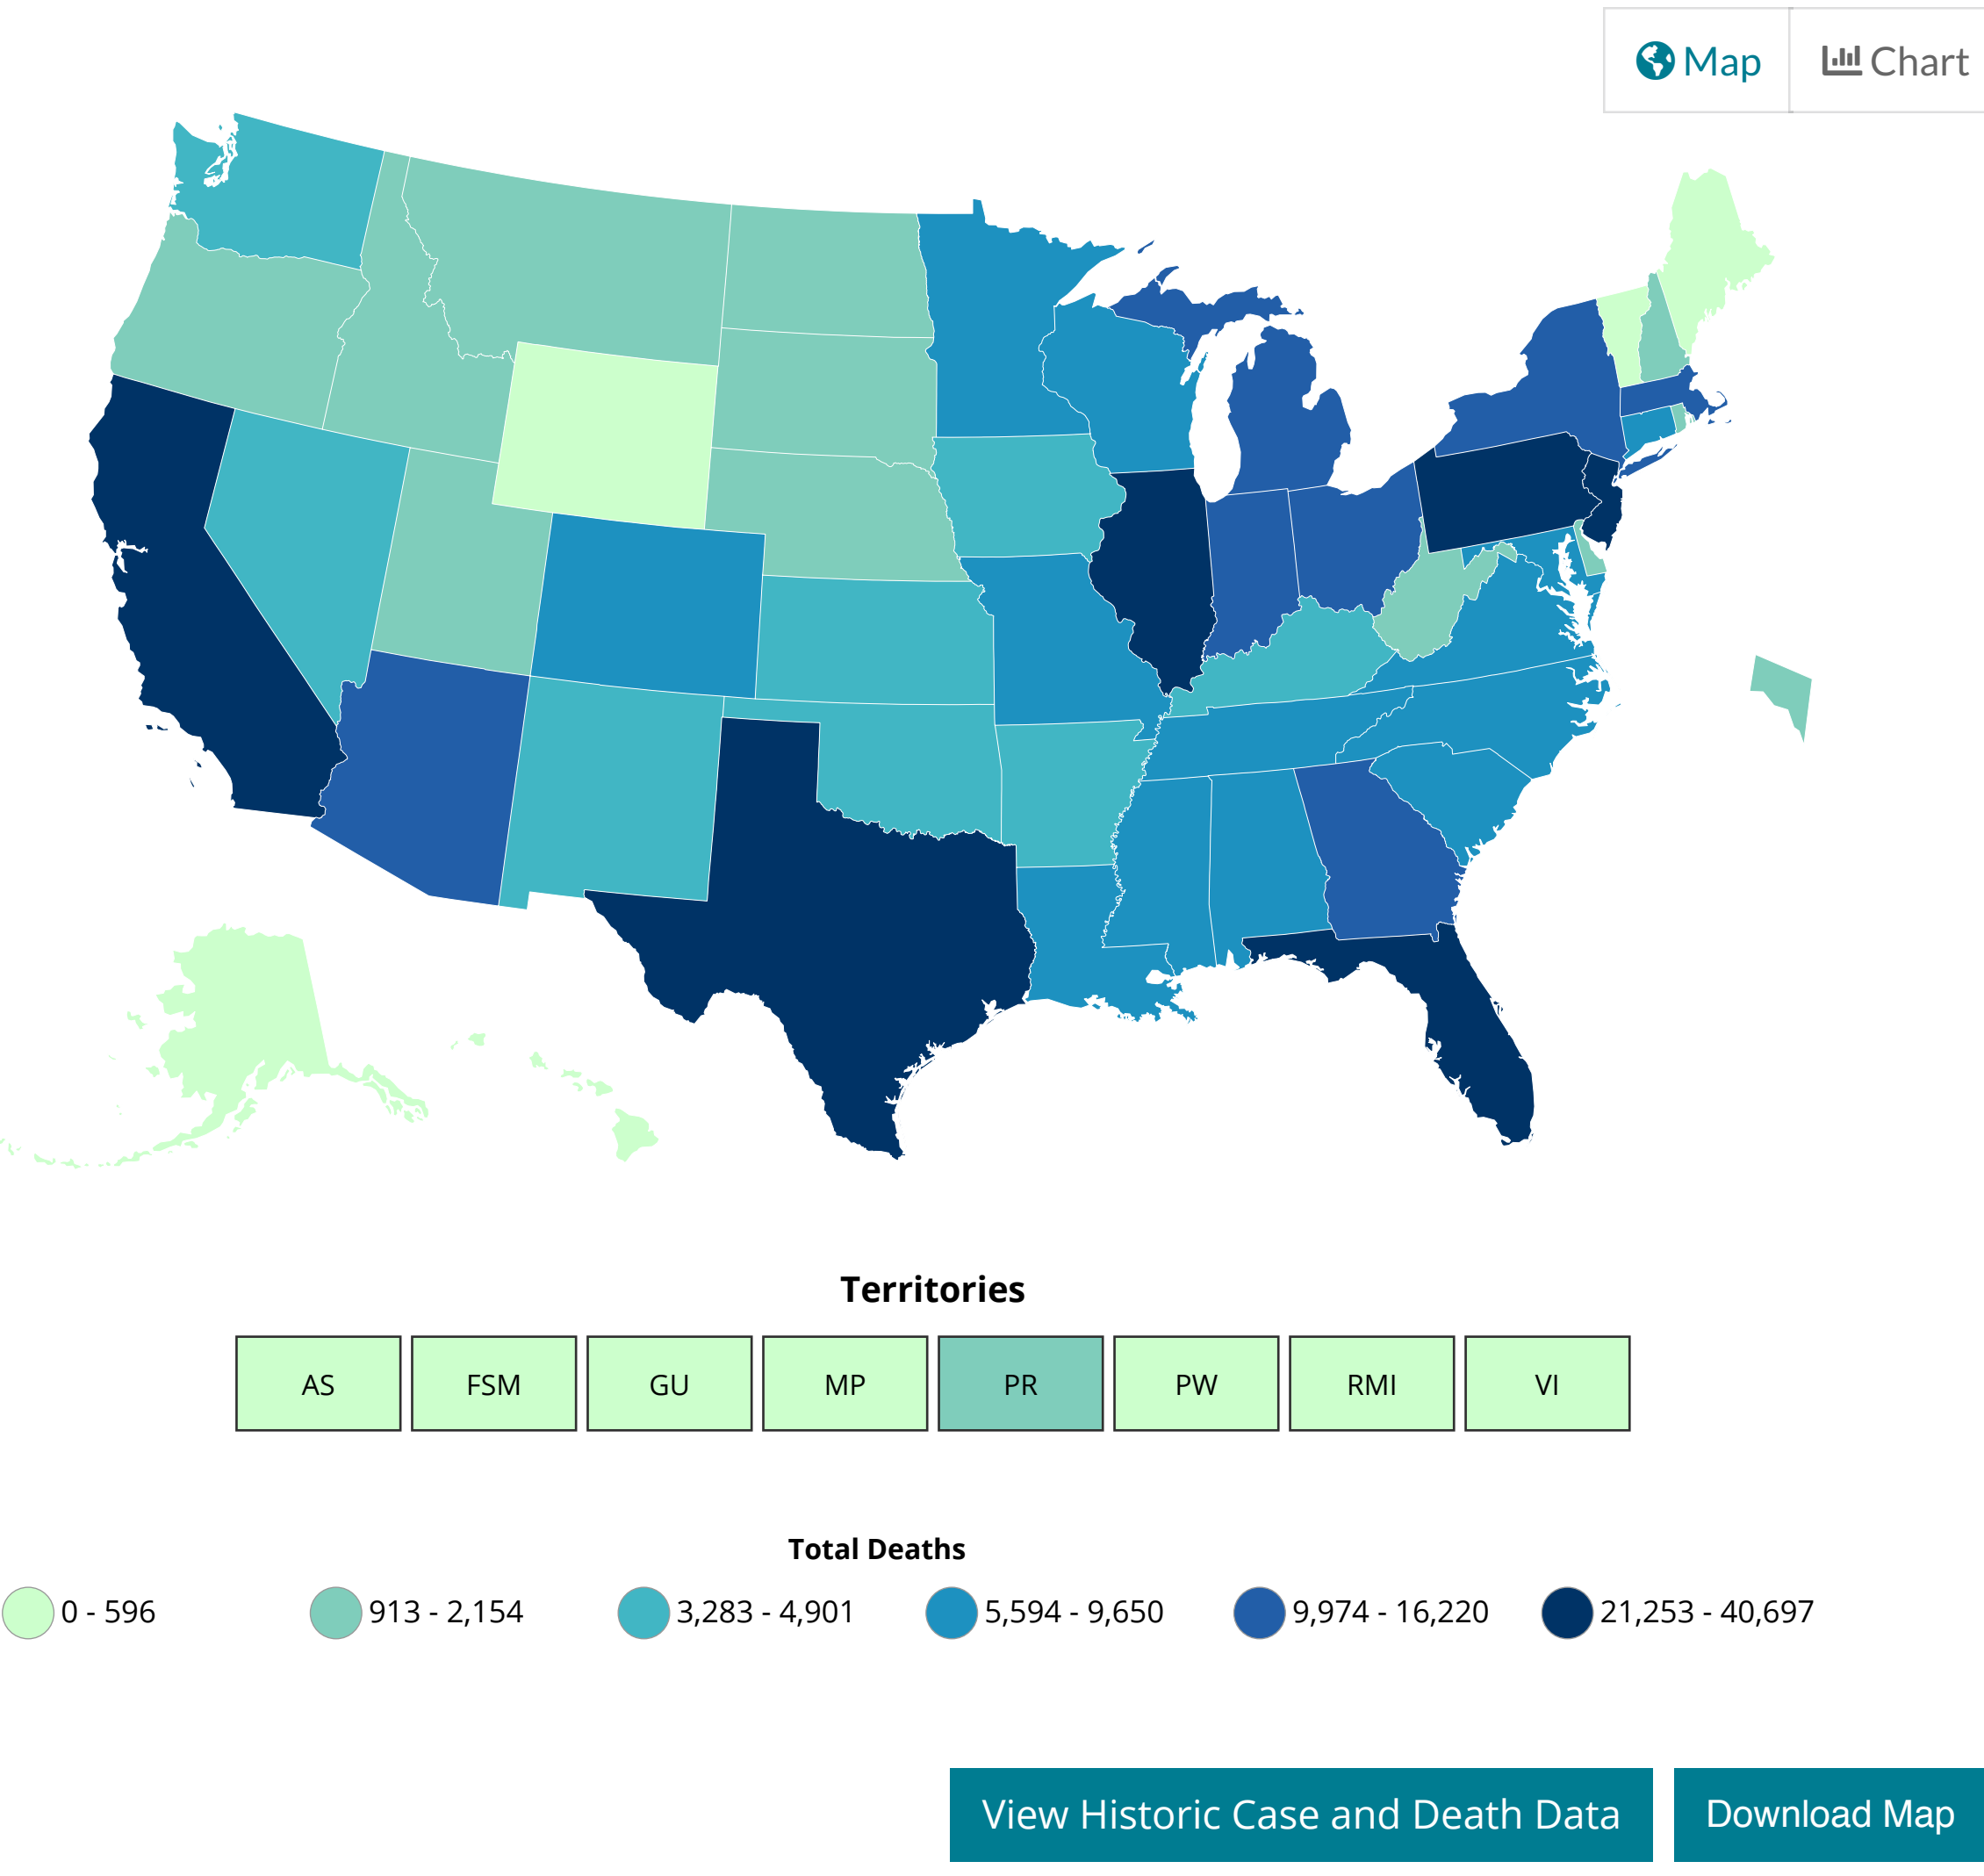 Map
Chart
Territories
AS
FSM
GU
MP
PR
PW
RMI
VI
Total Deaths
0 - 596
913 - 2,154
3,283 - 4,901
5,594 - 9,650
9,974 - 16,220
21,253 - 40,697
View Historic Case and Death Data
Download Map